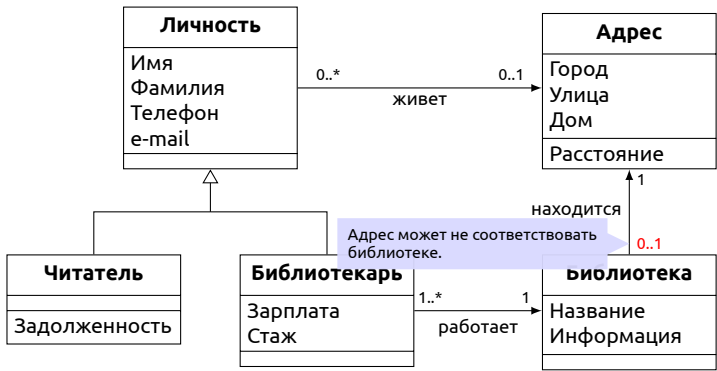 Личность
Имя
Фамилия
Телефон
e-mail
0..*
0..1
живет
Адрес
Город
Улица
Дом
Расстояние
1
находится
0..1
Адрес может не соответствовать
библиотеке.
Читатель
Задолженность
Библиотекарь
Зарплата
Стаж
1..*
1
работает
Библиотека
Название
Информация